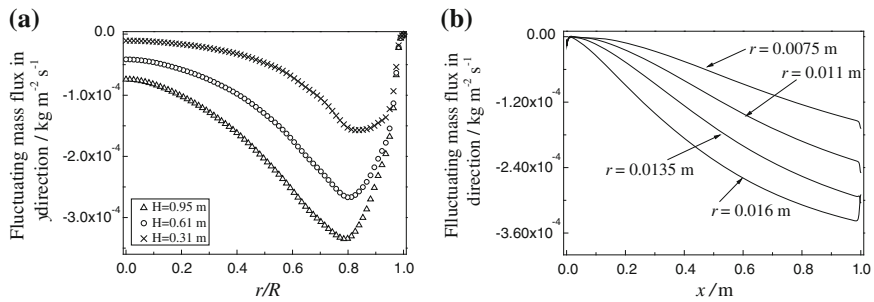 (a)
Fluctuating mass flux in
ydirection / kg m⁻² s⁻¹
0.0
-1.0x10⁻⁴
-2.0x10⁻⁴
-3.0x10⁻⁴
H=0.95 m
H=0.61 m
H=0.31 m
0.0 0.2 0.4 0.6 0.8 1.0
r/R
(b)
Flluctuating mass flux in
direction / kg m⁻² s⁻¹
0.00
-1.20x10⁻⁴
-2.40x10⁻⁴
-3.60x10⁻⁴
r = 0.0075 m
r = 0.011 m
r = 0.0135 m
r = 0.016 m
0.0 0.2 0.4 0.6 0.8 1.0
x / m